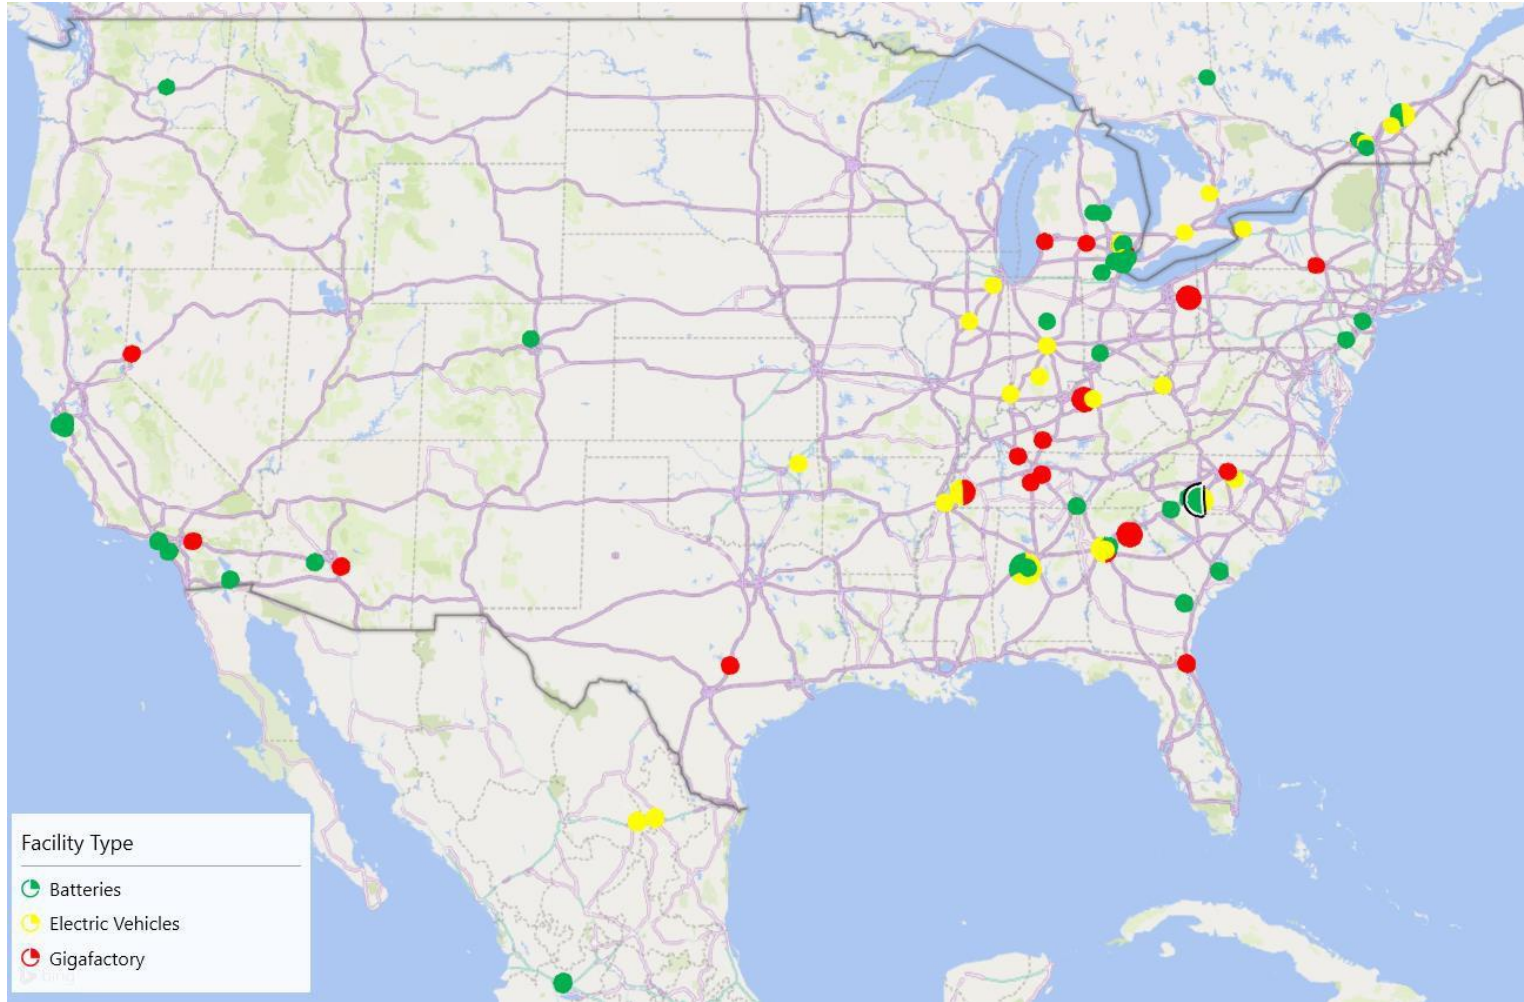 Facility Type
Batteries
Electric Vehicles
Gigafactory